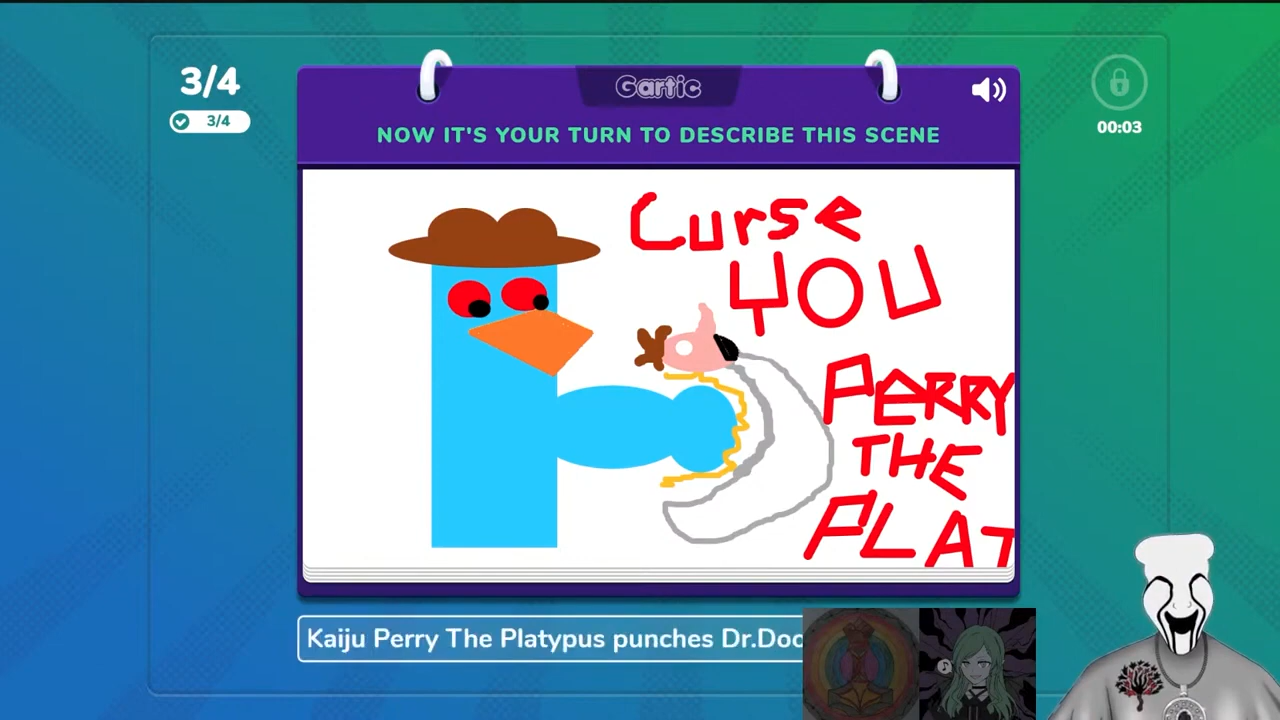 3/4
3/4
Gartic
00:03
NOW IT'S YOUR TURN TO DESCRIBE THIS SCENE
Curse
YOU
PERRY
THE
PLAT
Kaiju Perry The Platypus punches Dr.Doo